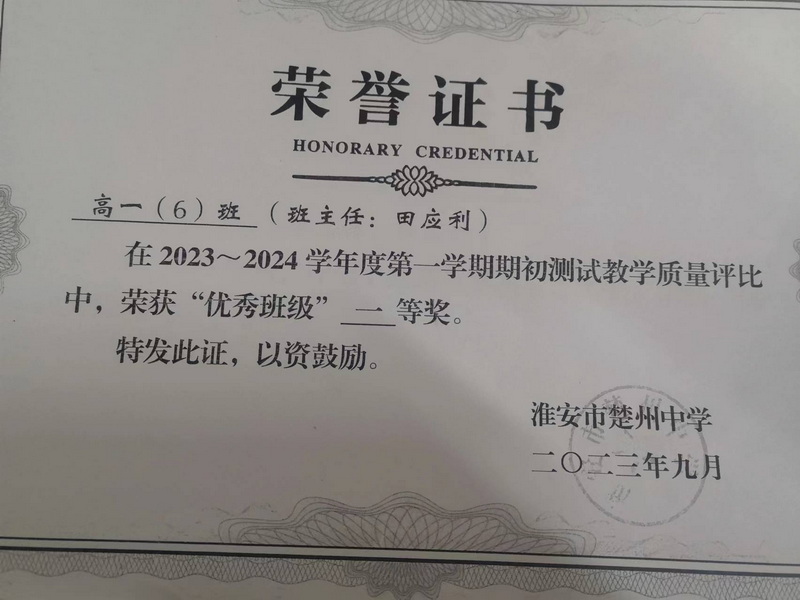 荣誉证书
HONORARY CREDENTIAL
高一（6）班（班主任：田应利）
在2023～2024学年度第一学期期初测试教学质量评比
中，荣获“优秀班级”一等奖。
特发此证，以资鼓励。
淮安市楚州中学
二〇二三年九月